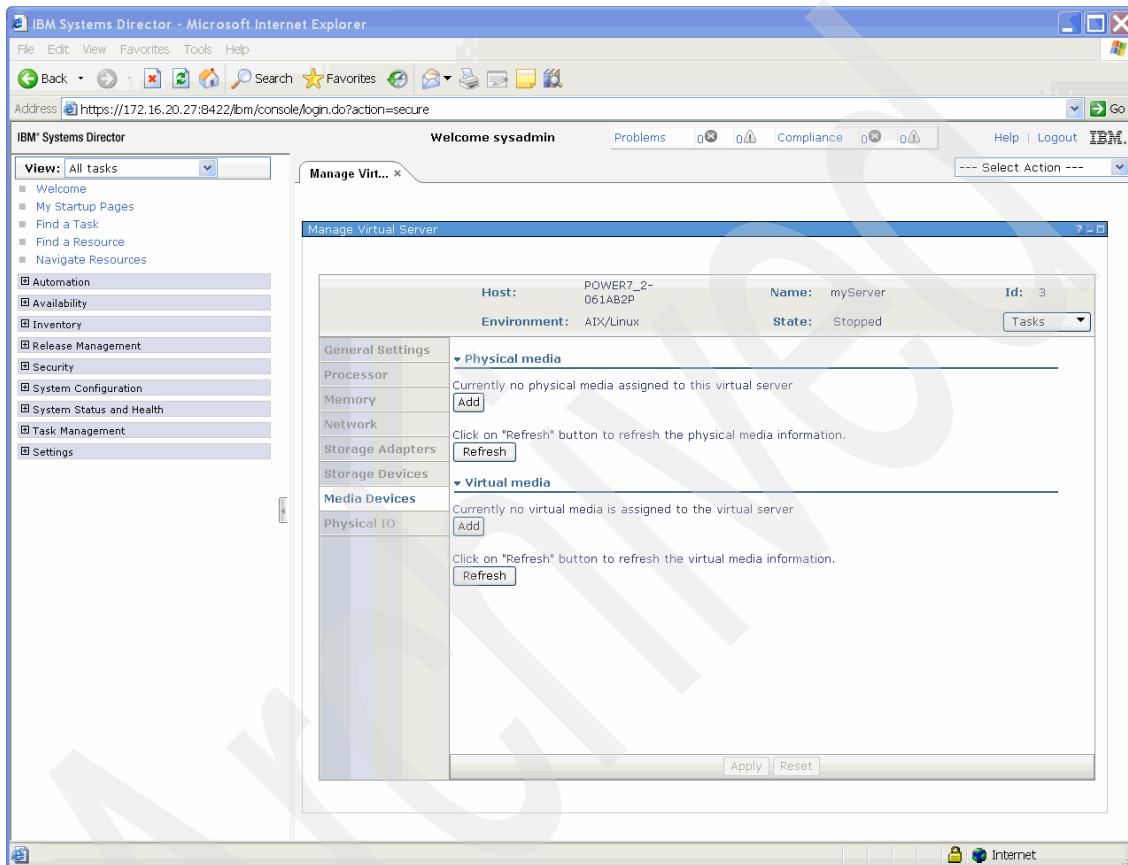 IBM Systems Director - Microsoft Internet Explorer
File Edit View Favorites Tools Help
Back Search Favorites
Address https://172.16.20.27:8422/ibm/console/login.do?action=secure Go
IBM® Systems Director Welcome sysadmin Problems 0 0 Compliance 0 0 Help | Logout IBM.
View: All tasks
Manage Virt... × --- Select Action ---
Welcome
My Startup Pages
Find a Task
Find a Resource
Navigate Resources
Automation
Availability
Inventory
Release Management
Security
System Configuration
System Status and Health
Task Management
Settings
Manage Virtual Server ? – □
Host: POWER7_2-
061AB2P
Name: myServer Id: 3
Environment: AIX/Linux State: Stopped Tasks
General Settings
Processor
Memory
Network
Storage Adapters
Storage Devices
Media Devices
Physical IO
Physical media
Currently no physical media assigned to this virtual server
Add
Click on "Refresh" button to refresh the physical media information.
Refresh
Virtual media
Currently no virtual media is assigned to the virtual server
Add
Click on "Refresh" button to refresh the virtual media information.
Refresh
Apply Reset
Internet
Archived